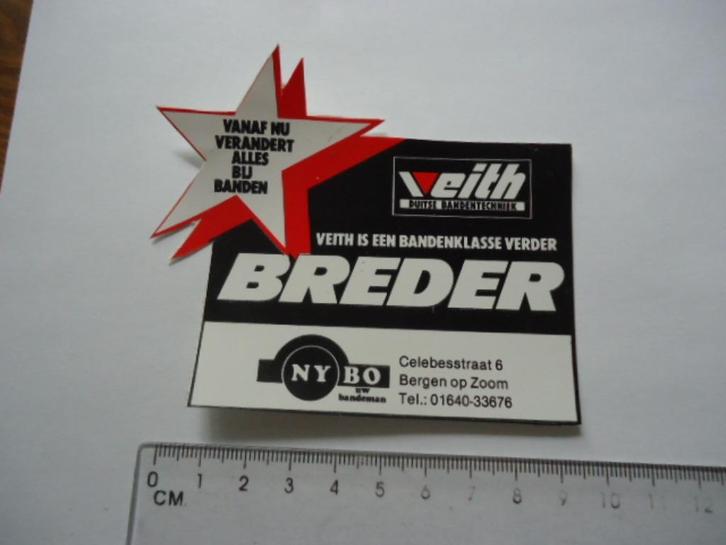 VANAF NU
VERANDERT
ALLES
BIJ
BANDEN
Veith
DUITSE BANDENTECHNIEK
VEITH IS EEN BANDENKLASSE VERDER
BREDER
NYBO
uw
bandenman
Celebesstraat 6
Bergen op Zoom
Tel.: 01640-33676
0 1 2 3 4 5 6 7 8 9 10 11 12
CM